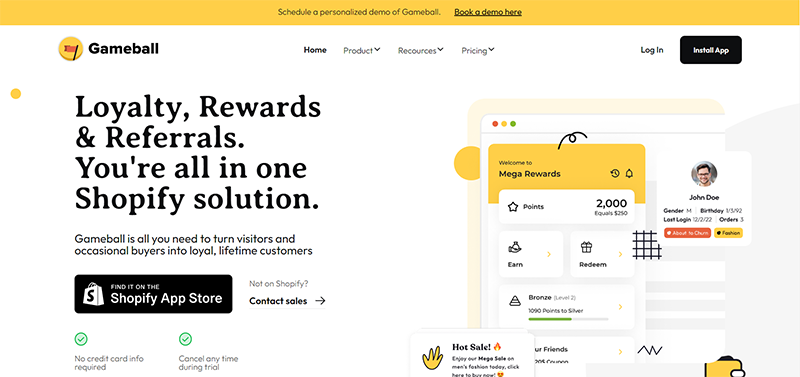 Schedule a personalized demo of Gameball. Book a demo here
Gameball
Home Product Recources Pricing Log In Install App
Loyalty, Rewards
& Referrals.
You're all in one
Shopify solution.
Gameball is all you need to turn visitors and
occasional buyers into loyal, lifetime customers
FIND IT ON THE
Shopify App Store
Not on Shopify?
Contact sales
No credit card info
required
Cancel any time
during trial
Welcome to
Mega Rewards
Points
2,000
Equals $250
Earn
Redeem
Bronze (Level 2)
1090 Points to Silver
ur Friends
205 Coupon
Hot Sale!
Enjoy our Mega Sale on
men's fashion today, click
here to buy now!
John Doe
Gender M Birthday 1/3/92
Last Login 12/2/22 Orders 3
About to Churn Fashion